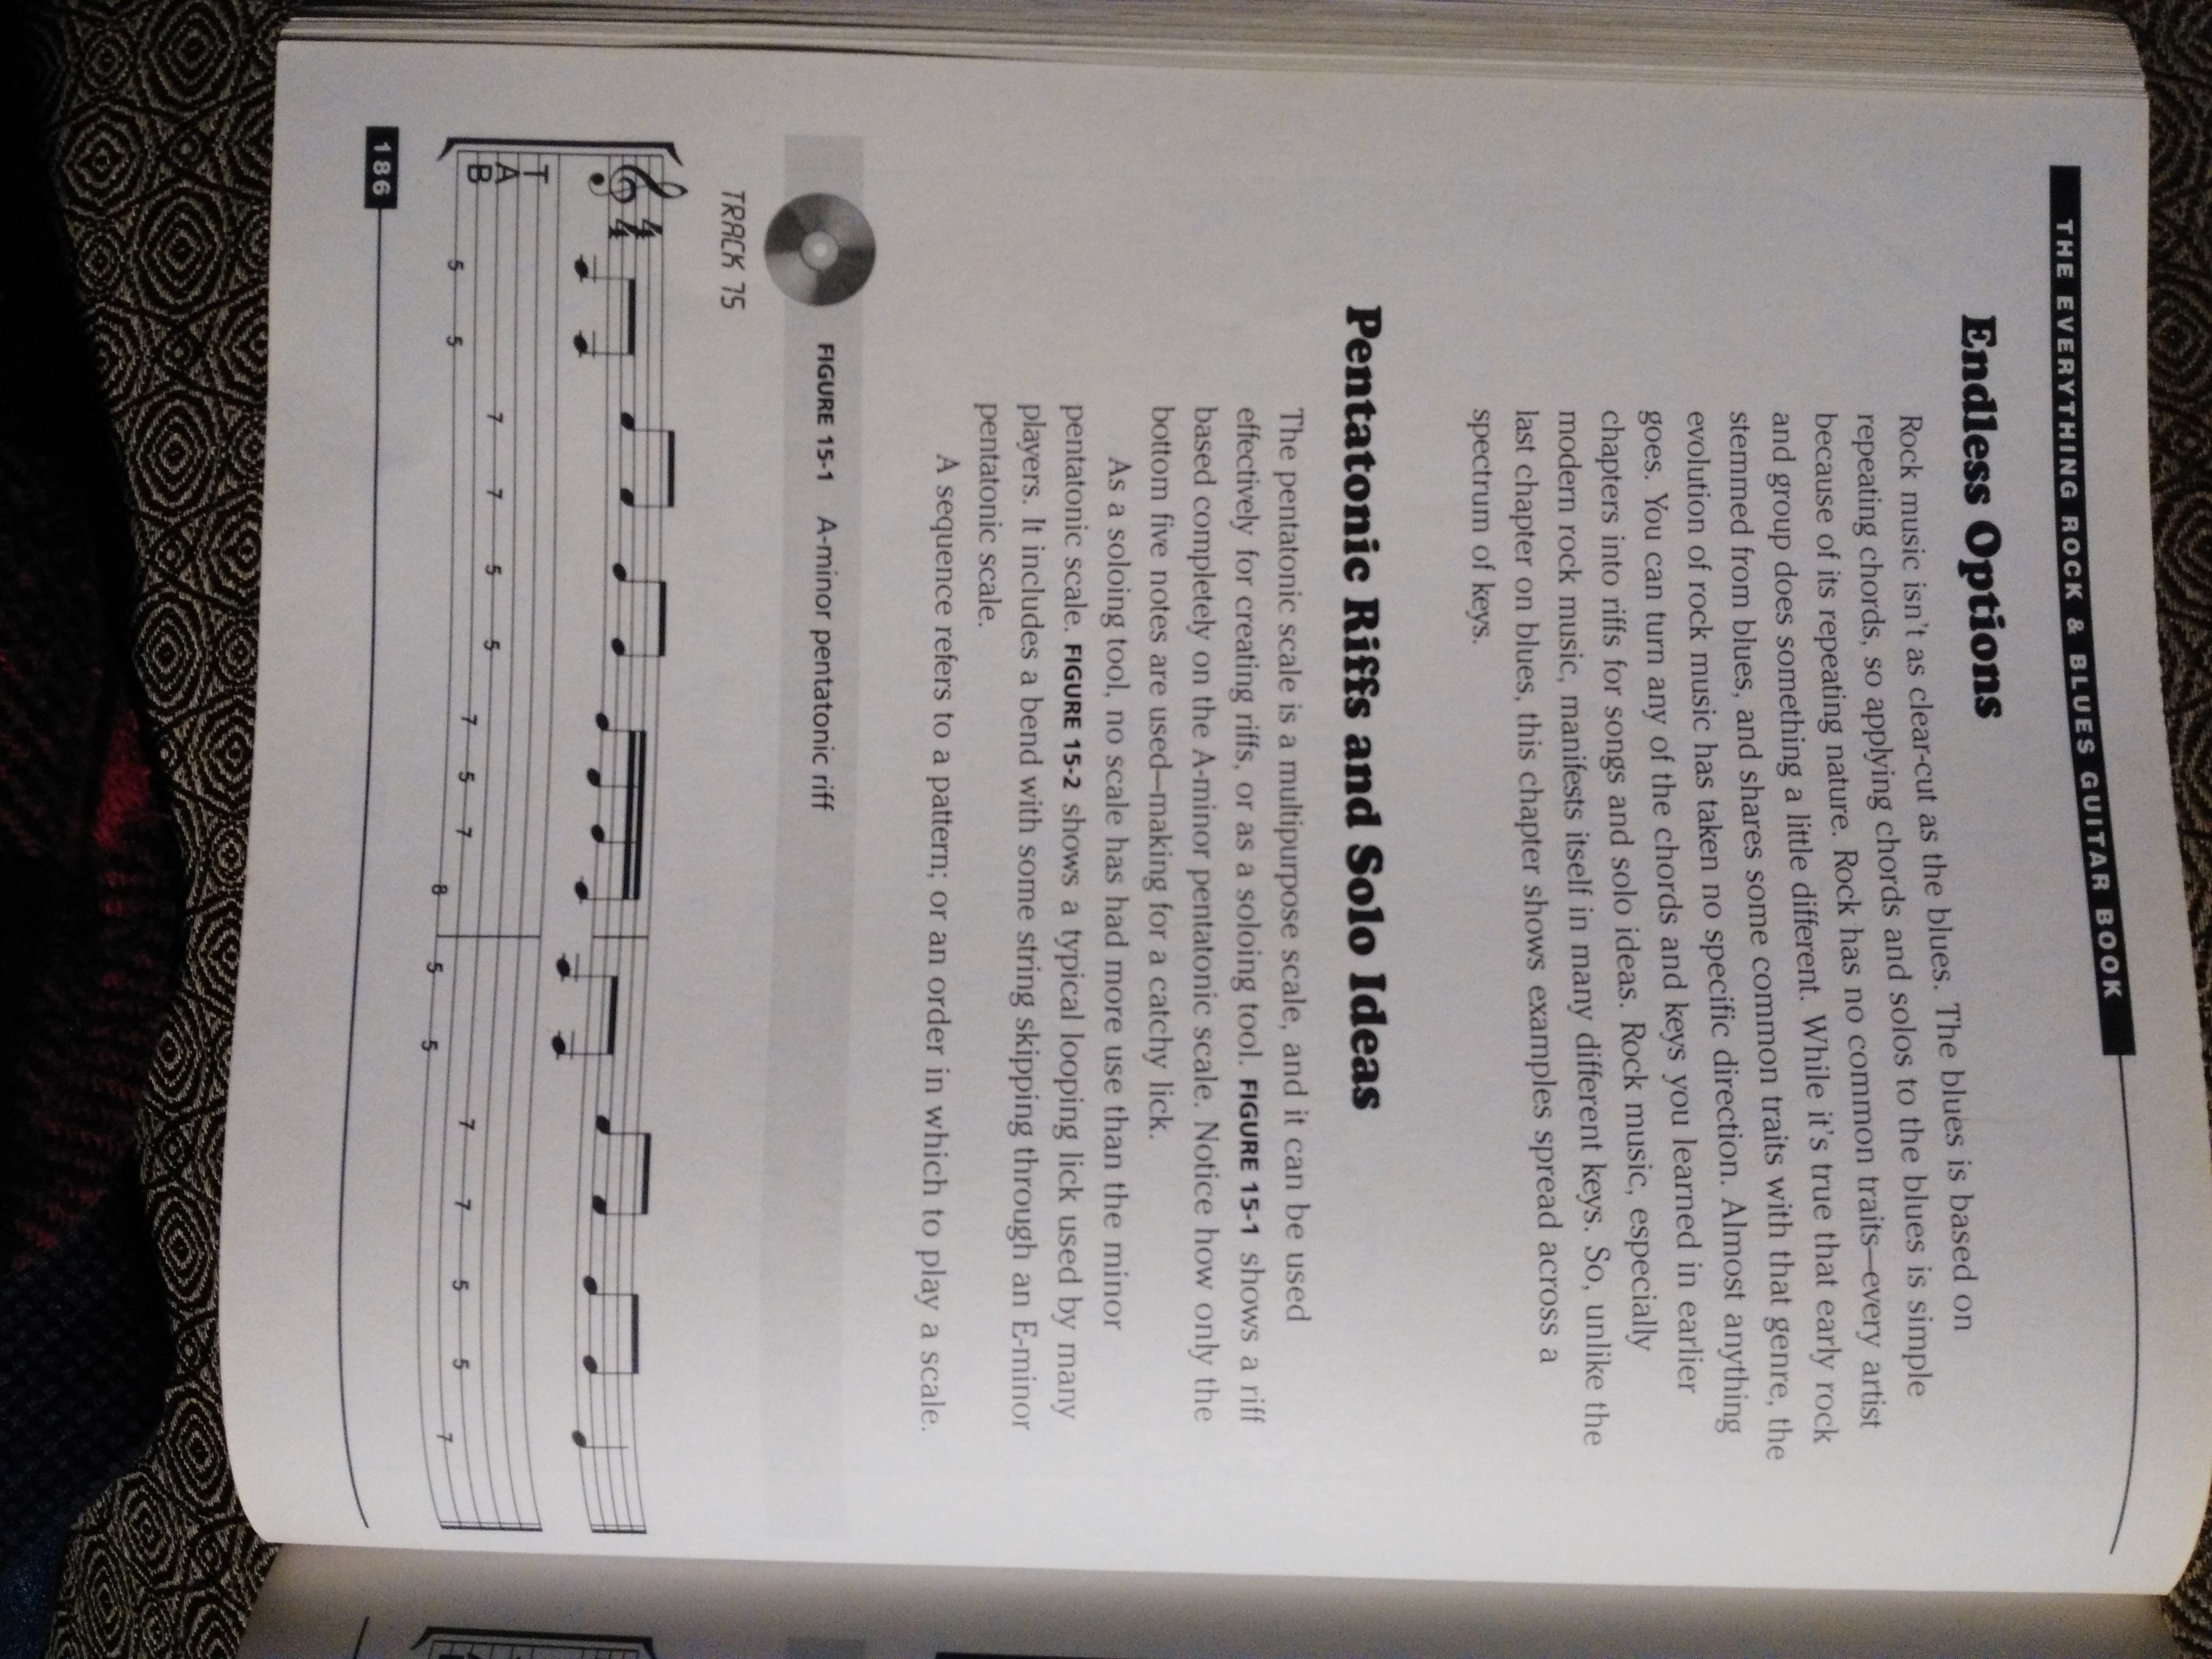 THE EVERYTHING ROCK & BLUES GUITAR BOOK
Endless Options
Rock music isn't as clear-cut as the blues. The blues is based on
repeating chords, so applying chords and solos to the blues is simple
because of its repeating nature. Rock has no common traits—every artist
and group does something a little different. While it's true that early rock
stemmed from blues, and shares some common traits with that genre, the
evolution of rock music has taken no specific direction. Almost anything
goes. You can turn any of the chords and keys you learned in earlier
chapters into riffs for songs and solo ideas. Rock music, especially
modern rock music, manifests itself in many different keys. So, unlike the
last chapter on blues, this chapter shows examples spread across a
spectrum of keys.
Pentatonic Riffs and Solo Ideas
The pentatonic scale is a multipurpose scale, and it can be used
effectively for creating riffs, or as a soloing tool. FIGURE 15-1 shows a riff
based completely on the A-minor pentatonic scale. Notice how only the
bottom five notes are used—making for a catchy lick.
As a soloing tool, no scale has had more use than the minor
pentatonic scale. FIGURE 15-2 shows a typical looping lick used by many
players. It includes a bend with some string skipping through an E-minor
pentatonic scale.
A sequence refers to a pattern; or an order in which to play a scale.
FIGURE 15-1 A-minor pentatonic riff
TRACK 75
4
4
T
A
B
5 5 7 7 5 5 7 5 7 8 5 5 7 7 5 5 7
186